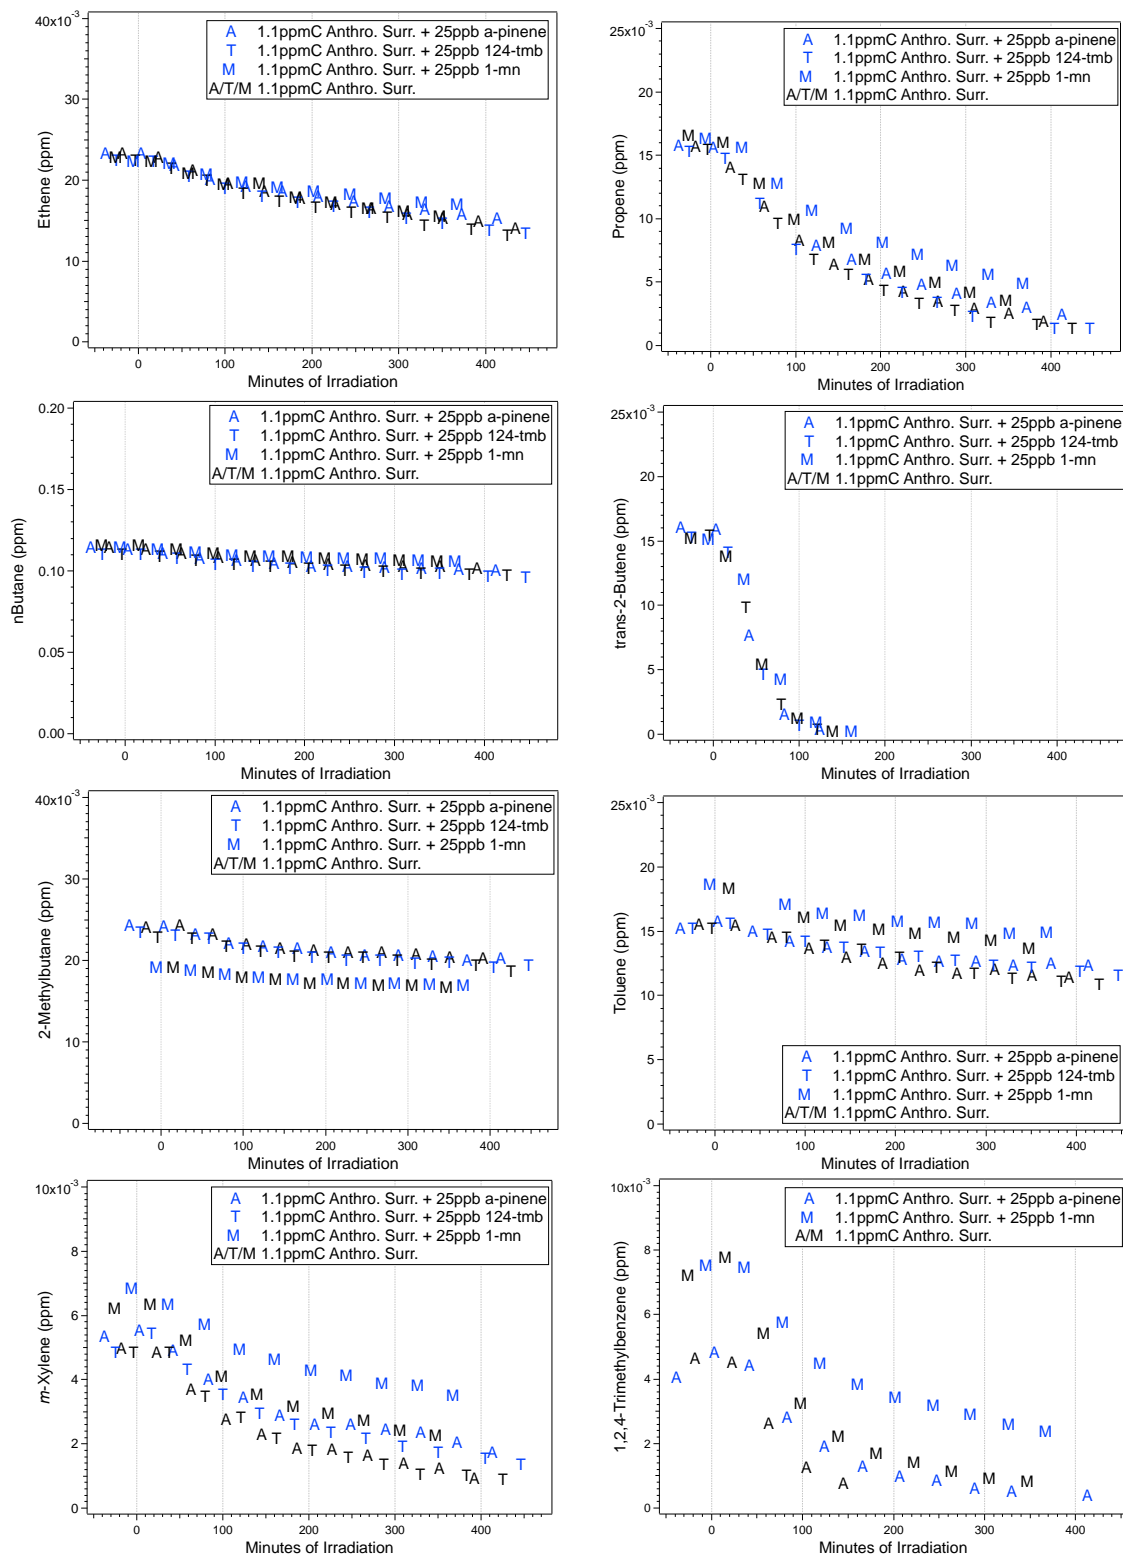 40x10-3
A 1.1ppmC Anthro. Surr. + 25ppb a-pinene
T 1.1ppmC Anthro. Surr. + 25ppb 124-tmb
M 1.1ppmC Anthro. Surr. + 25ppb 1-mn
A/T/M 1.1ppmC Anthro. Surr.
30
20
10
0
Ethene (ppm)
0 100 200 300 400
Minutes of Irradiation
25x10-3
A 1.1ppmC Anthro. Surr. + 25ppb a-pinene
T 1.1ppmC Anthro. Surr. + 25ppb 124-tmb
M 1.1ppmC Anthro. Surr. + 25ppb 1-mn
A/T/M 1.1ppmC Anthro. Surr.
20
15
10
5
0
Propene (ppm)
0 100 200 300 400
Minutes of Irradiation
0.20
A 1.1ppmC Anthro. Surr. + 25ppb a-pinene
T 1.1ppmC Anthro. Surr. + 25ppb 124-tmb
M 1.1ppmC Anthro. Surr. + 25ppb 1-mn
A/T/M 1.1ppmC Anthro. Surr.
0.15
0.10
0.05
0.00
nButane (ppm)
0 100 200 300 400
Minutes of Irradiation
25x10-3
A 1.1ppmC Anthro. Surr. + 25ppb a-pinene
T 1.1ppmC Anthro. Surr. + 25ppb 124-tmb
M 1.1ppmC Anthro. Surr. + 25ppb 1-mn
A/T/M 1.1ppmC Anthro. Surr.
20
15
10
5
0
trans-2-Butene (ppm)
0 100 200 300 400
Minutes of Irradiation
40x10-3
A 1.1ppmC Anthro. Surr. + 25ppb a-pinene
T 1.1ppmC Anthro. Surr. + 25ppb 124-tmb
M 1.1ppmC Anthro. Surr. + 25ppb 1-mn
A/T/M 1.1ppmC Anthro. Surr.
30
20
10
0
2-Methylbutane (ppm)
0 100 200 300 400
Minutes of Irradiation
25x10-3
20
15
10
5
0
Toluene (ppm)
A 1.1ppmC Anthro. Surr. + 25ppb a-pinene
T 1.1ppmC Anthro. Surr. + 25ppb 124-tmb
M 1.1ppmC Anthro. Surr. + 25ppb 1-mn
A/T/M 1.1ppmC Anthro. Surr.
0 100 200 300 400
Minutes of Irradiation
10x10-3
A 1.1ppmC Anthro. Surr. + 25ppb a-pinene
T 1.1ppmC Anthro. Surr. + 25ppb 124-tmb
M 1.1ppmC Anthro. Surr. + 25ppb 1-mn
A/T/M 1.1ppmC Anthro. Surr.
8
6
4
2
0
m-Xylene (ppm)
0 100 200 300 400
Minutes of Irradiation
10x10-3
A 1.1ppmC Anthro. Surr. + 25ppb a-pinene
M 1.1ppmC Anthro. Surr. + 25ppb 1-mn
A/M 1.1ppmC Anthro. Surr.
8
6
4
2
0
1,2,4-Trimethylbenzene (ppm)
0 100 200 300 400
Minutes of Irradiation